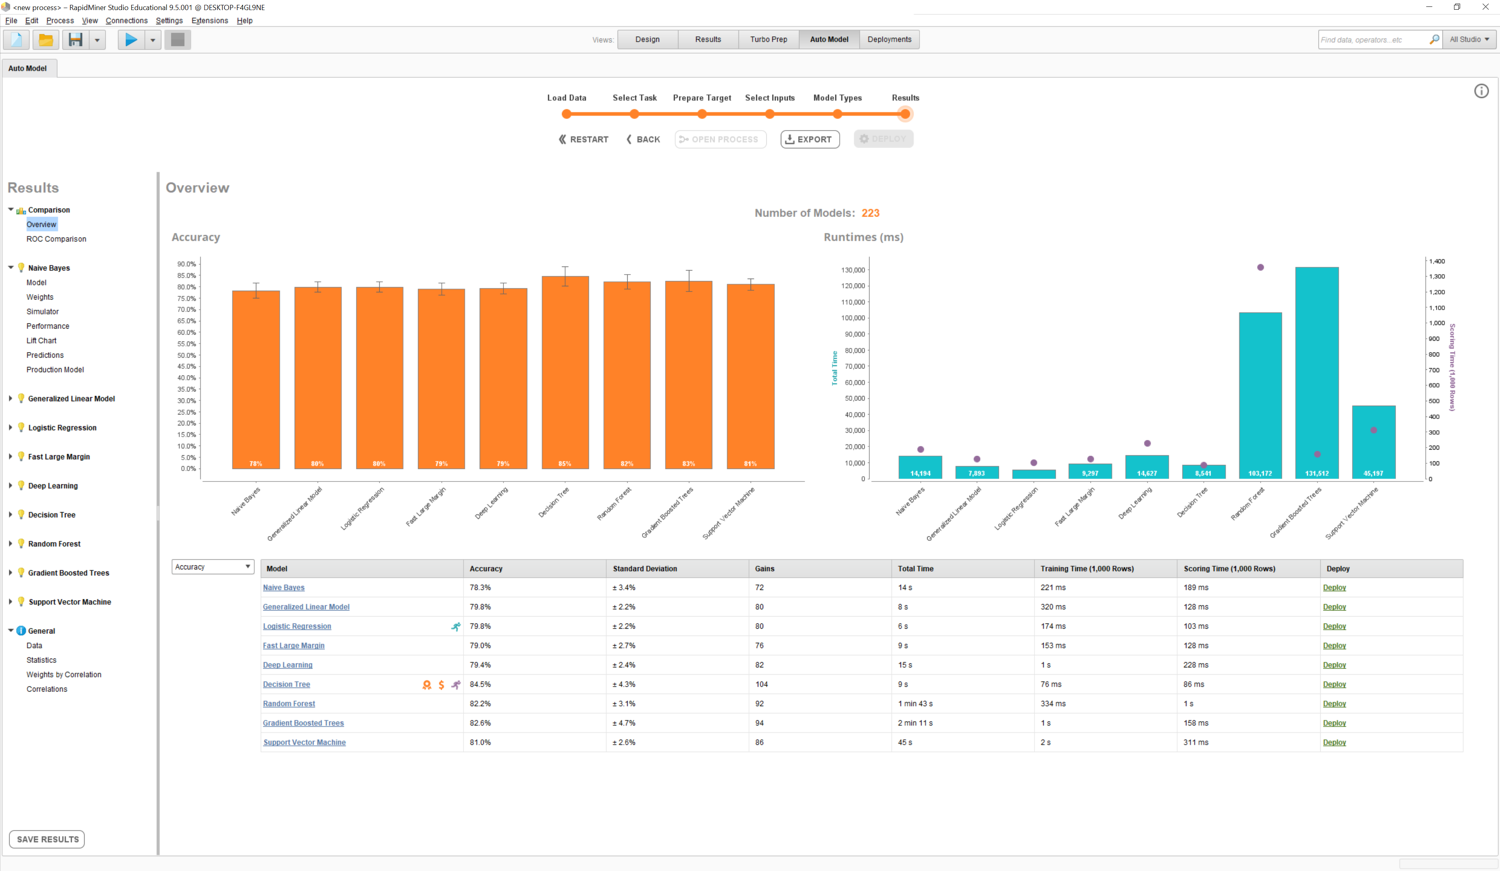 <new process> – RapidMiner Studio Educational 9.5.001 @ DESKTOP-F4GL9NE
File Edit Process View Connections Settings Extensions Help
Views: Design Results Turbo Prep Auto Model Deployments
Find data, operators...etc All Studio
Auto Model
Load Data Select Task Prepare Target Select Inputs Model Types Results
RESTART BACK OPEN PROCESS EXPORT DEPLOY
Results
Comparison
Overview
ROC Comparison
Naive Bayes
Model
Weights
Simulator
Performance
Lift Chart
Predictions
Production Model
Generalized Linear Model
Logistic Regression
Fast Large Margin
Deep Learning
Decision Tree
Random Forest
Gradient Boosted Trees
Support Vector Machine
General
Data
Statistics
Weights by Correlation
Correlations
SAVE RESULTS
Overview
Number of Models: 223
Accuracy
90.0%
85.0%
80.0%
75.0%
70.0%
65.0%
60.0%
55.0%
50.0%
45.0%
40.0%
35.0%
30.0%
25.0%
20.0%
15.0%
10.0%
5.0%
0.0%
78% 80% 80% 79% 79% 85% 82% 83% 81%
Naive Bayes
Generalized Linear Model
Logistic Regression
Fast Large Margin
Deep Learning
Decision Tree
Random Forest
Gradient Boosted Trees
Support Vector Machine
Runtimes (ms)
Total Time
130,000
120,000
110,000
100,000
90,000
80,000
70,000
60,000
50,000
40,000
30,000
20,000
10,000
0
14,194 7,893 9,297 14,627 8,541 103,172 131,512 45,197
1,400
1,300
1,200
1,100
1,000
900
800
700
600
500
400
300
200
100
0
Scoring Time (1,000 Rows)
Naive Bayes
Generalized Linear Model
Logistic Regression
Fast Large Margin
Deep Learning
Decision Tree
Random Forest
Gradient Boosted Trees
Support Vector Machine
Accuracy
Model Accuracy Standard Deviation Gains Total Time Training Time (1,000 Rows) Scoring Time (1,000 Rows) Deploy
Naive Bayes 78.3% ± 3.4% 72 14 s 221 ms 189 ms Deploy
Generalized Linear Model 79.8% ± 2.2% 80 8 s 320 ms 128 ms Deploy
Logistic Regression 79.8% ± 2.2% 80 6 s 174 ms 103 ms Deploy
Fast Large Margin 79.0% ± 2.7% 76 9 s 153 ms 128 ms Deploy
Deep Learning 79.4% ± 2.4% 82 15 s 1 s 228 ms Deploy
Decision Tree $ 84.5% ± 4.3% 104 9 s 76 ms 86 ms Deploy
Random Forest 82.2% ± 3.1% 92 1 min 43 s 334 ms 1 s Deploy
Gradient Boosted Trees 82.6% ± 4.7% 94 2 min 11 s 1 s 158 ms Deploy
Support Vector Machine 81.0% ± 2.6% 86 45 s 2 s 311 ms Deploy